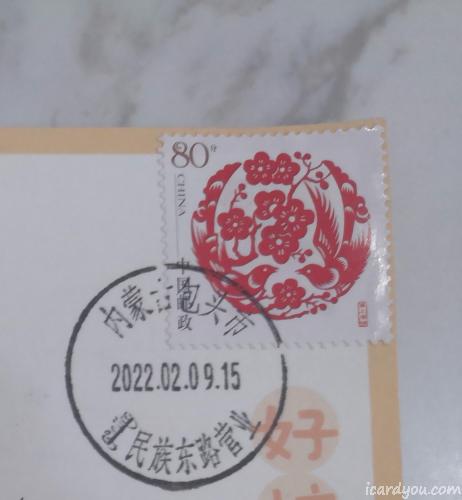 80分
CHINA
中国邮政
内蒙古包头市
2022.02.09.15
民族东路营业
好
icardyou.com